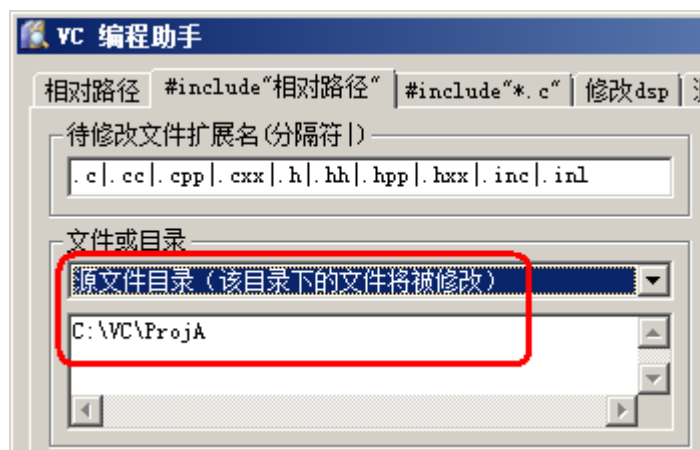 VC 编程助手
相对路径 #include"相对路径" #include"*.c" 修改dsp
待修改文件扩展名(分隔符|)
.c|.cc|.cpp|.cxx|.h|.hh|.hpp|.hxx|.inc|.inl
文件或目录
源文件目录（该目录下的文件将被修改）
C:\VC\ProjA